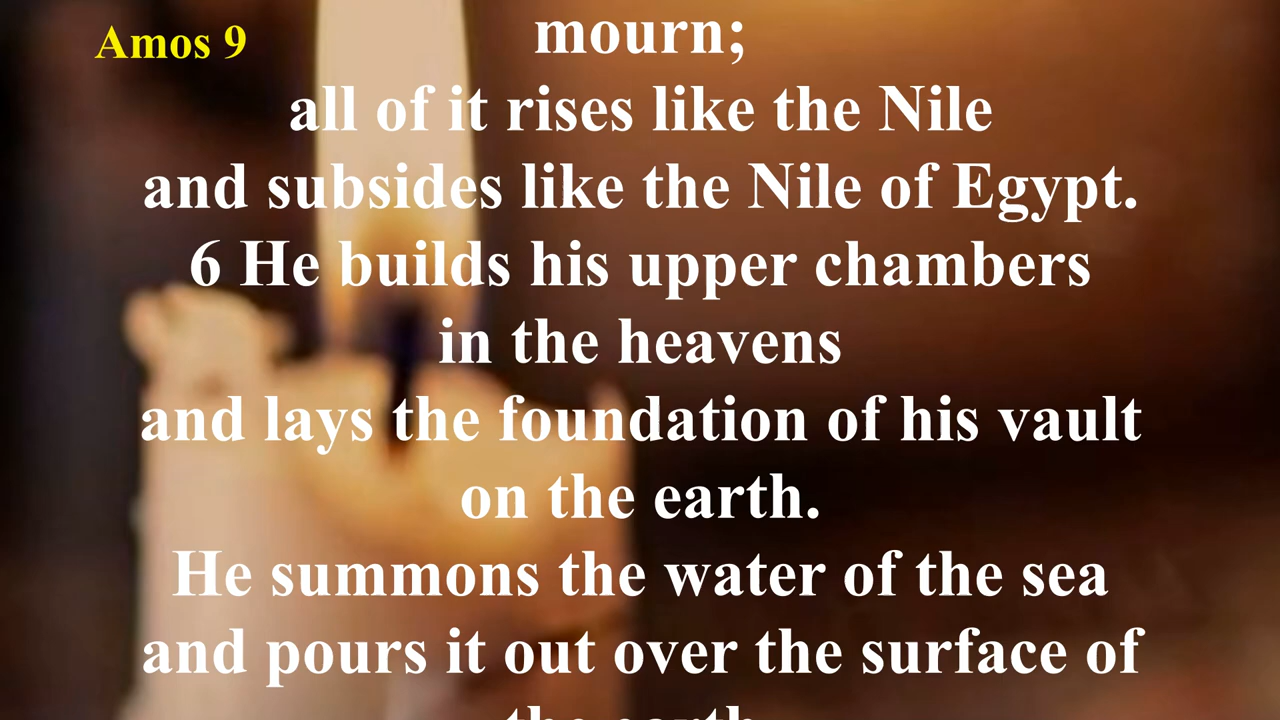 Amos 9
mourn;
all of it rises like the Nile
and subsides like the Nile of Egypt.
6 He builds his upper chambers
in the heavens
and lays the foundation of his vault
on the earth.
He summons the water of the sea
and pours it out over the surface of
the earth